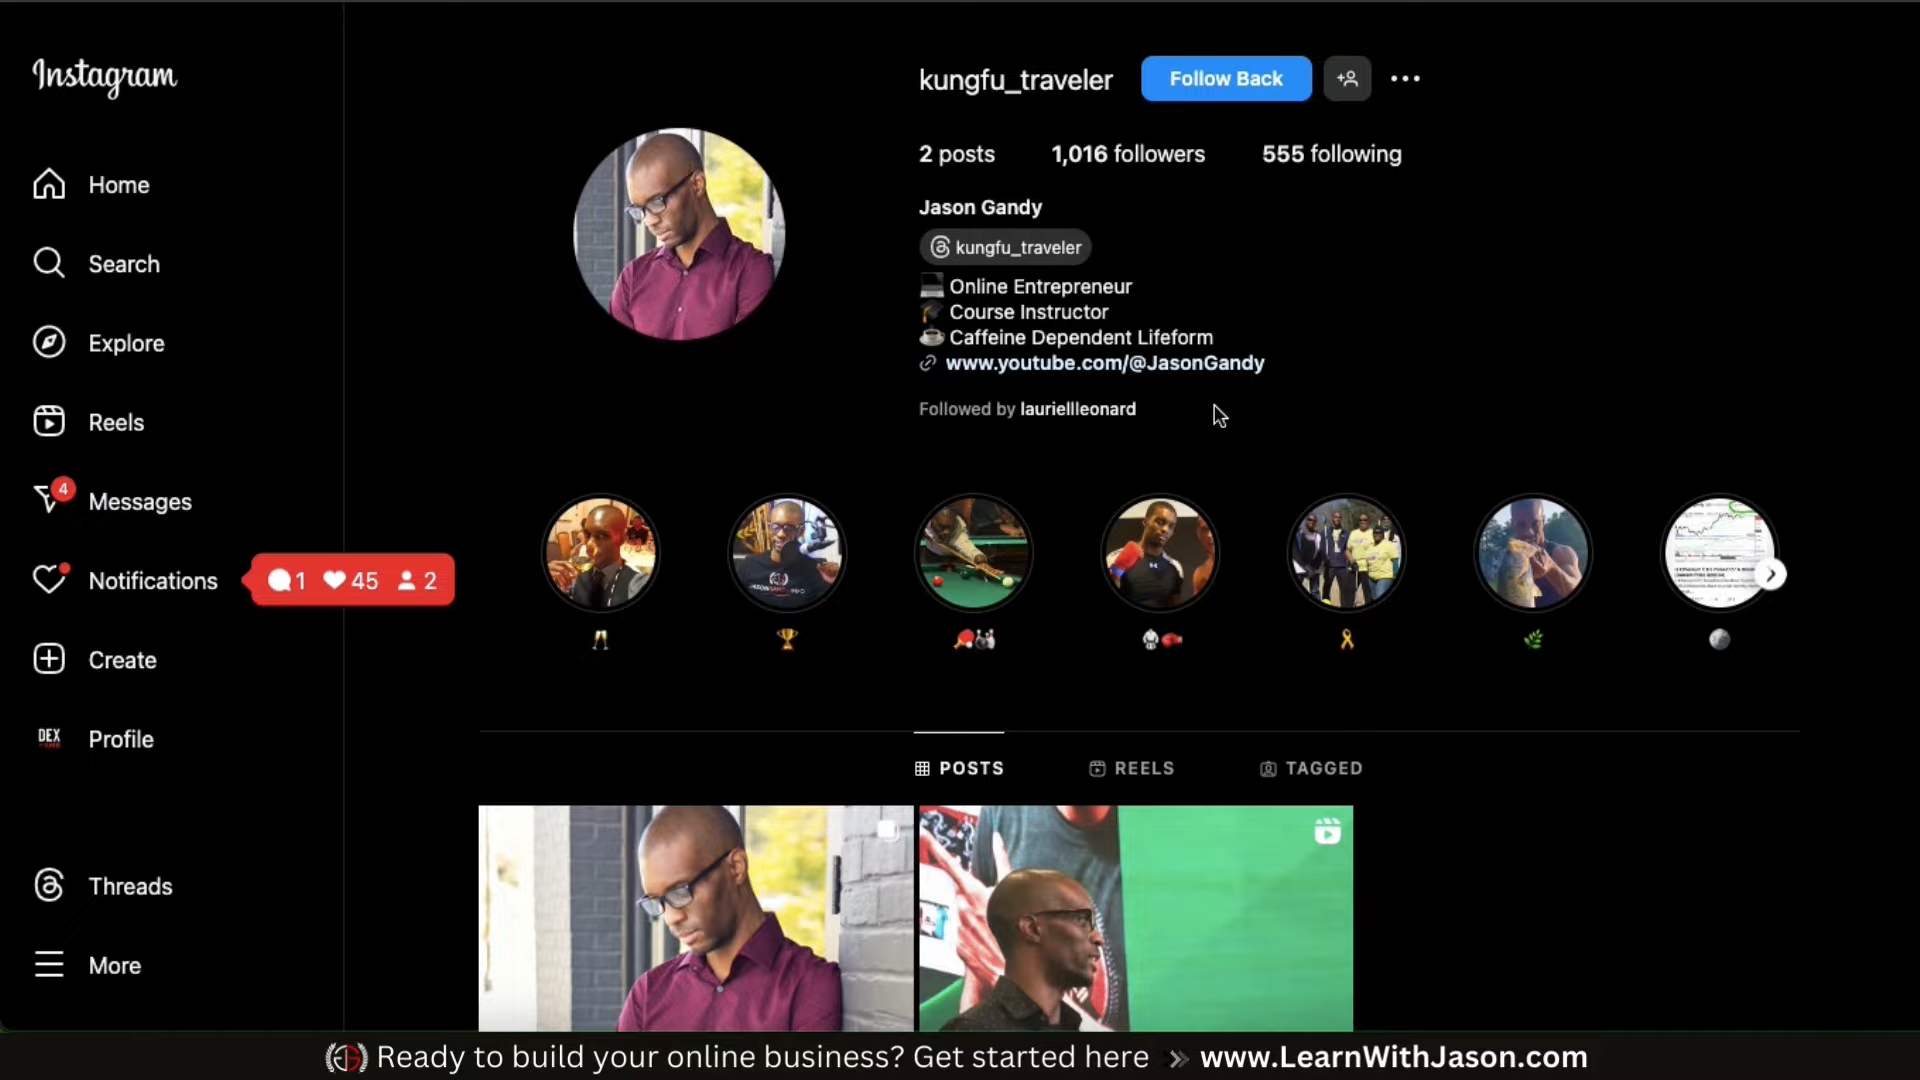 Instagram
Home
Search
Explore
Reels
4
Messages
Notifications
1 45 2
Create
DEX
Profile
Threads
More
kungfu_traveler
Follow Back
2 posts 1,016 followers 555 following
Jason Gandy
kungfu_traveler
Online Entrepreneur
Course Instructor
Caffeine Dependent Lifeform
www.youtube.com/@JasonGandy
Followed by lauriellleonard
POSTS REELS TAGGED
Ready to build your online business? Get started here » www.LearnWithJason.com